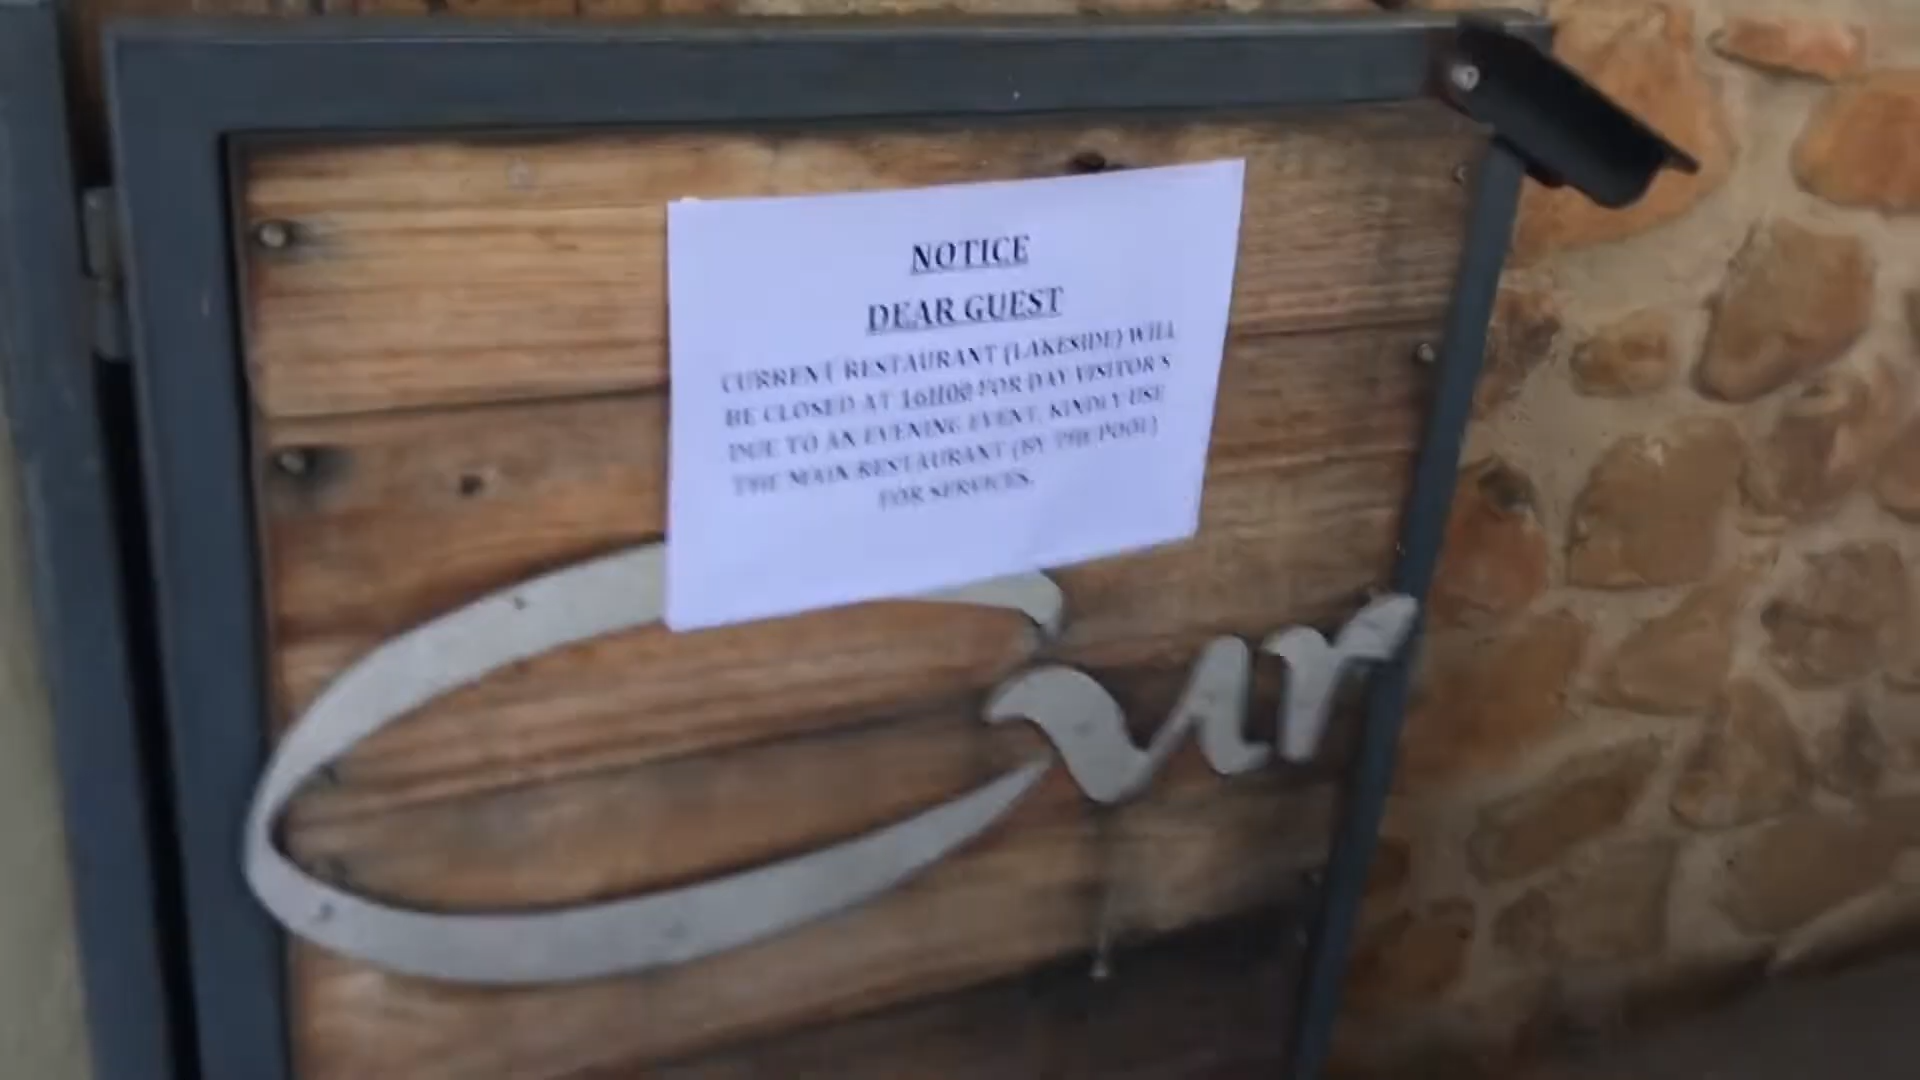 NOTICE
DEAR GUEST
CURRENT RESTAURANT (LAKESIDE) WILL
BE CLOSED AT 16H00 FOR DAY VISITOR'S
DUE TO AN EVENING EVENT, KINDLY USE
THE MAIN RESTAURANT (BY THE POOL)
FOR SERVICES.